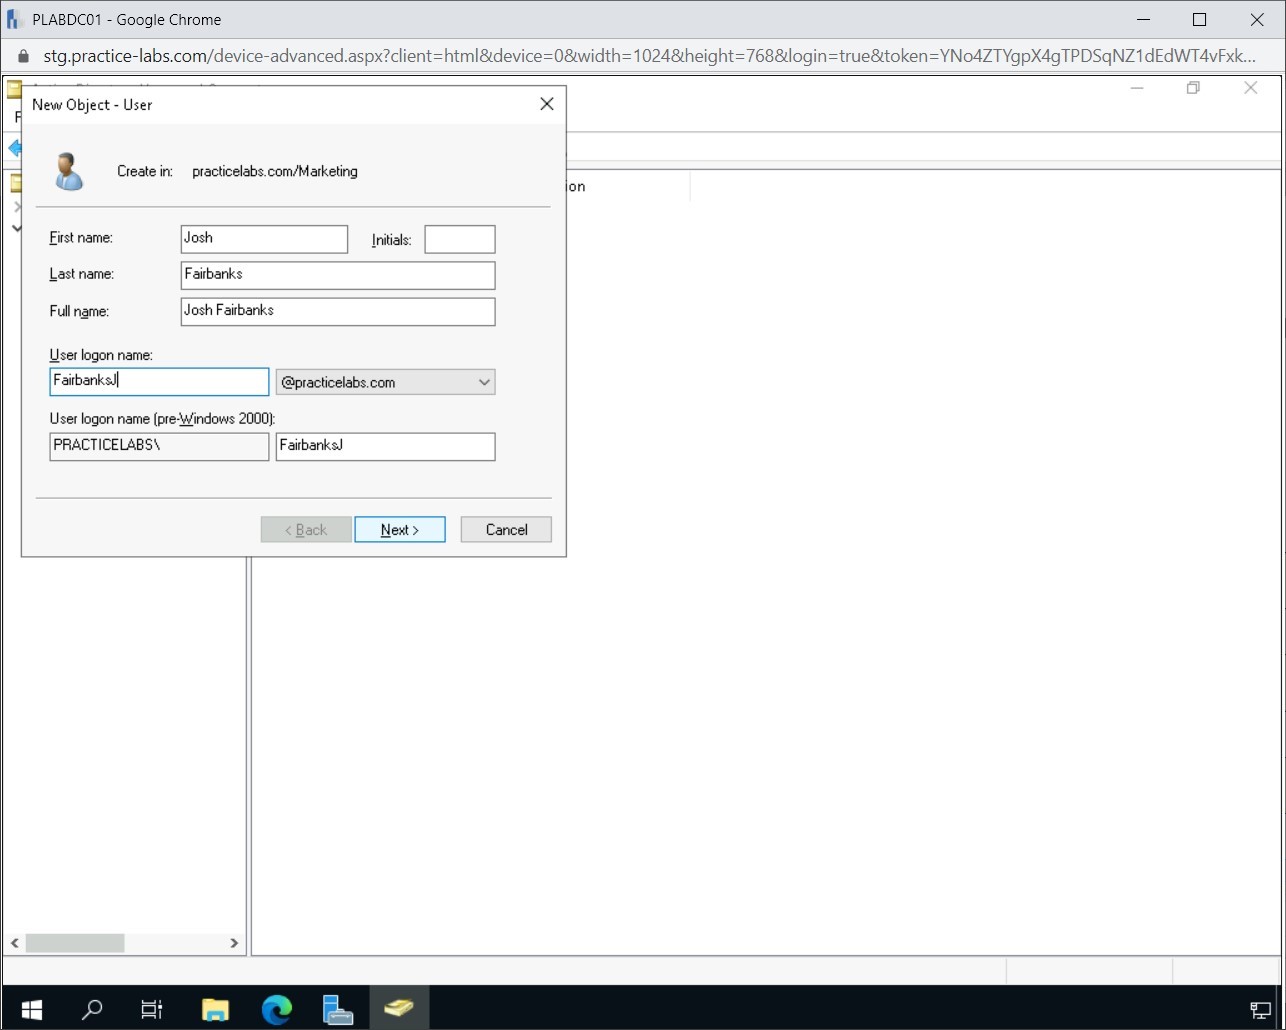 PLABDC01 - Google Chrome
stg.practice-labs.com/device-advanced.aspx?client=html&device=0&width=1024&height=768&login=true&token=YNo4ZTYgpX4gTPDSqNZ1dEdWT4vFxk...
New Object - User
F
Create in: practicelabs.com/Marketing
ion
First name: Josh Initials:
Last name: Fairbanks
Full name: Josh Fairbanks
User logon name:
FairbanksJ @practicelabs.com
User logon name (pre-Windows 2000):
PRACTICELABS\ FairbanksJ
< Back Next > Cancel